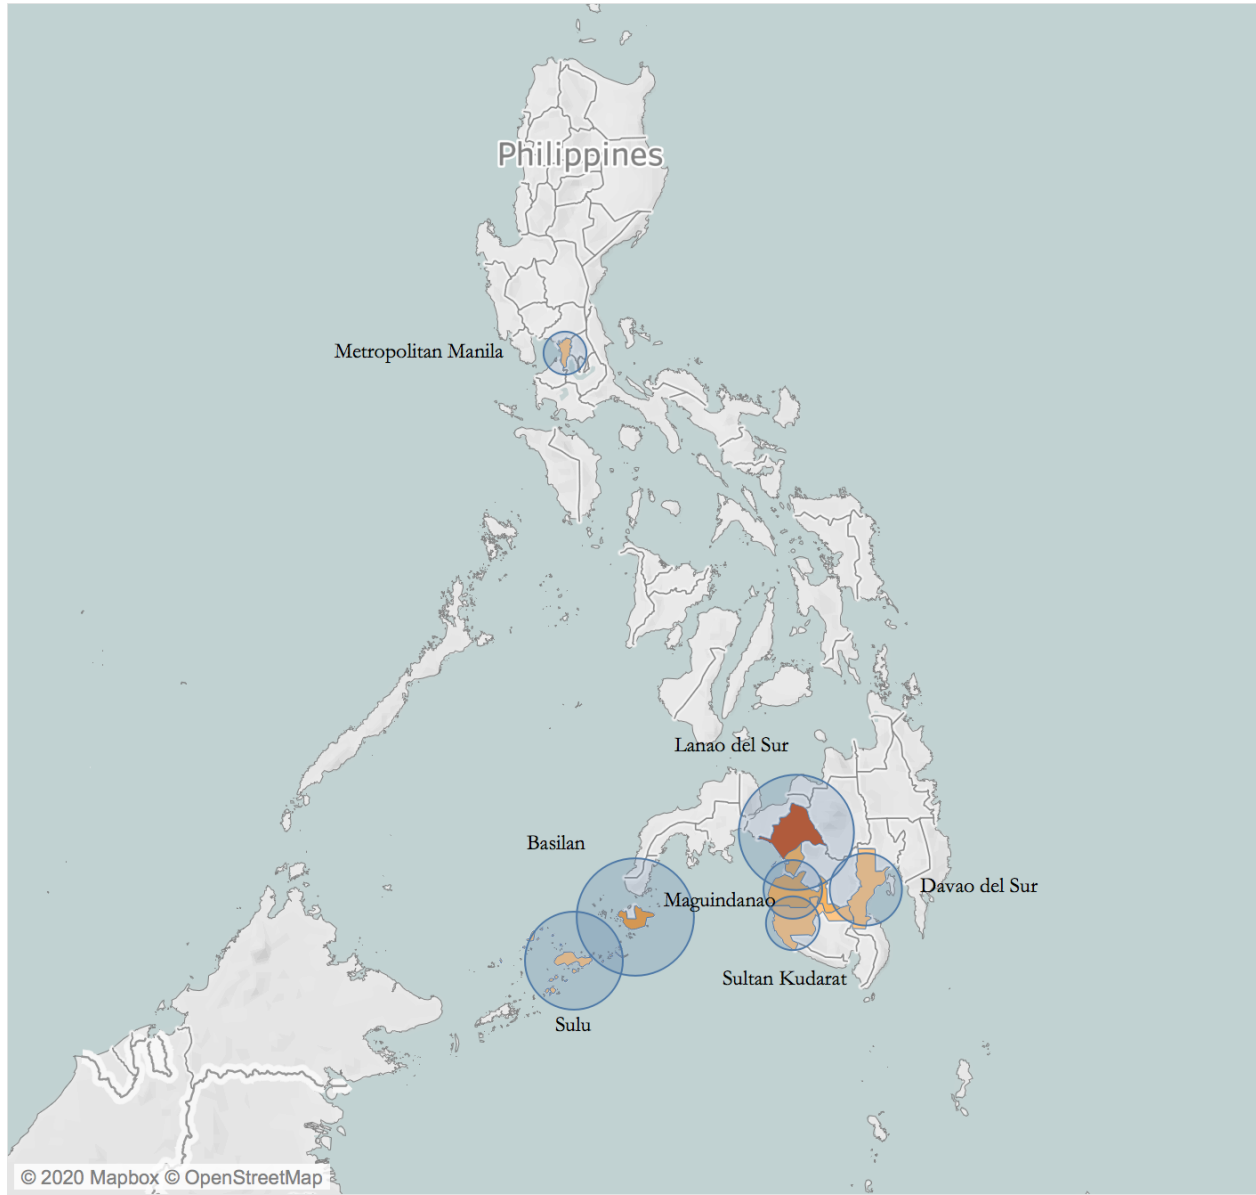 Philippines
Metropolitan Manila
Lanao del Sur
Basilan
Maguindanao
Davao del Sur
Sultan Kudarat
Sulu
© 2020 Mapbox © OpenStreetMap